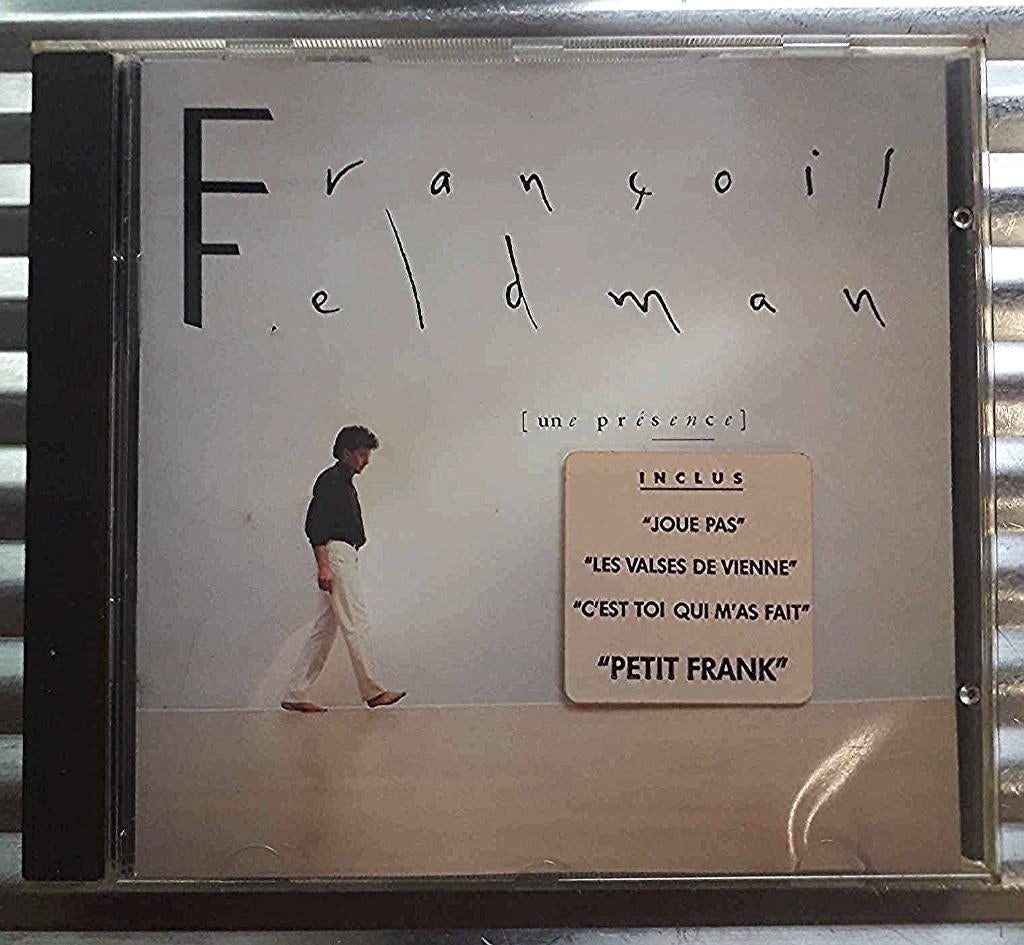 François
Feldman
[une présence]
INCLUS
"JOUE PAS"
"LES VALSES DE VIENNE"
"C'EST TOI QUI M'AS FAIT"
"PETIT FRANK"